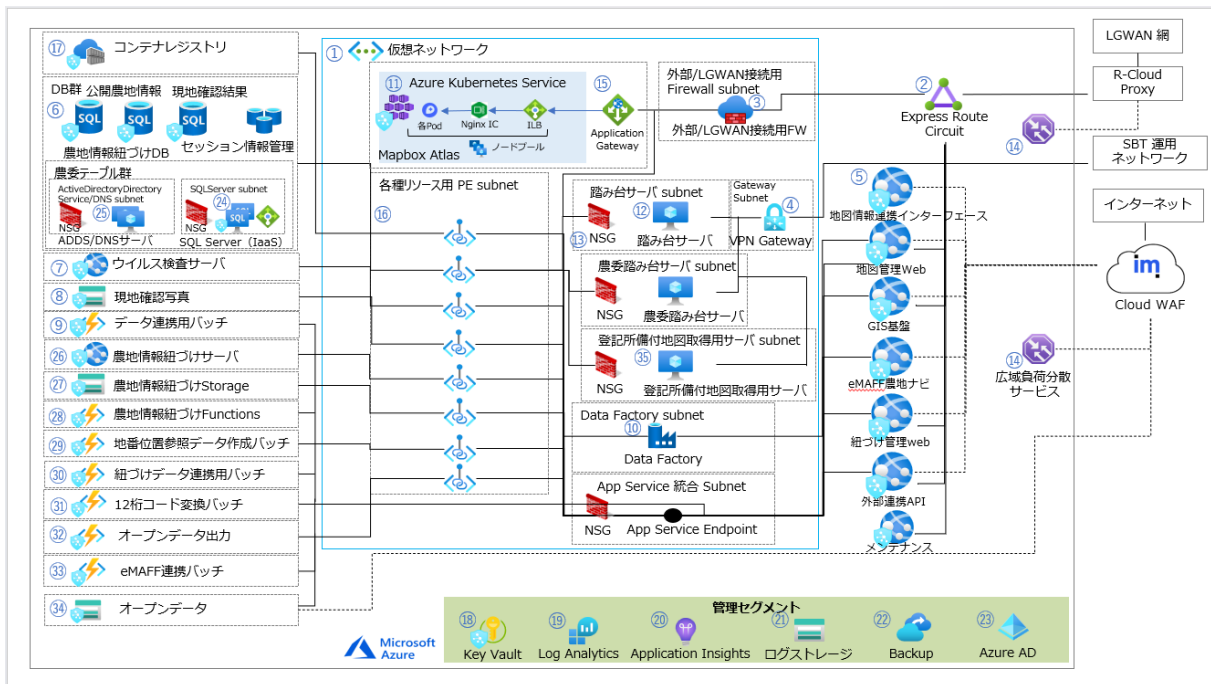 ⑰ コンテナレジストリ
DB群 公開農地情報 現地確認結果
⑥
SQL SQL SQL
農地情報紐づけDB セッション情報管理
農委テーブル群
ActiveDirectoryDirectory
Service/DNS subnet
NSG ㉕
ADDS/DNSサーバ
SQLServer subnet
NSG ㉔ SQL
SQL Server（IaaS）
⑦ ウイルス検査サーバ
⑧ 現地確認写真
⑨ データ連携用バッチ
㉖ 農地情報紐づけサーバ
㉗ 農地情報紐づけStorage
㉘ 農地情報紐づけFunctions
㉙ 地番位置参照データ作成バッチ
㉚ 紐づけデータ連携用バッチ
㉛ 12桁コード変換バッチ
㉜ オープンデータ出力
㉝ eMAFF連携バッチ
㉞ オープンデータ
① 仮想ネットワーク
⑪ Azure Kubernetes Service
各Pod Nginx IC ILB
ノードプール
Mapbox Atlas
⑮
Application
Gateway
外部/LGWAN接続用
Firewall subnet
③
外部/LGWAN接続用FW
各種リソース用 PE subnet
⑯
踏み台サーバ subnet
⑫
⑬ NSG 踏み台サーバ
Gateway
Subnet
④
VPN Gateway
農委踏み台サーバ subnet
NSG 農委踏み台サーバ
登記所備付地図取得用サーバ subnet
㉟
NSG 登記所備付地図取得用サーバ
Data Factory subnet
⑩
Data Factory
App Service 統合 Subnet
NSG App Service Endpoint
②
Express Route
Circuit
⑤
地図情報連携インターフェース
地図管理Web
GIS基盤
eMAFF農地ナビ
紐づけ管理web
外部連携API
メンテナンス
LGWAN 網
R-Cloud
Proxy
⑭
SBT 運用
ネットワーク
インターネット
im
Cloud WAF
⑭
広域負荷分散
サービス
Microsoft
Azure
管理セグメント
⑱ ⑲ ⑳ ㉑ ㉒ ㉓
Key Vault Log Analytics Application Insights ログストレージ Backup Azure AD